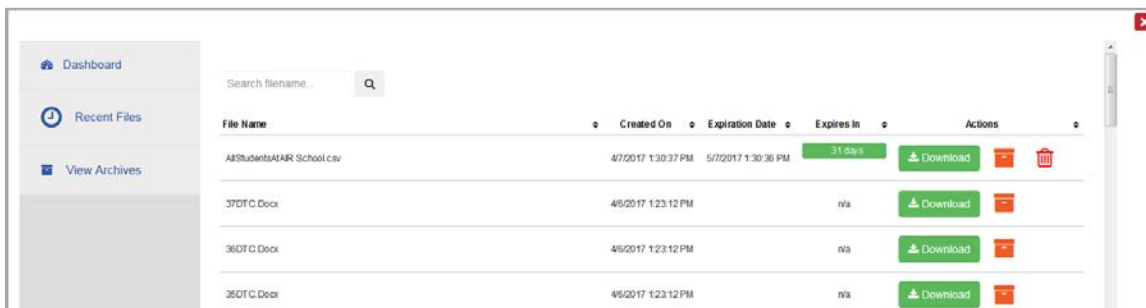 Dashboard
Search filename...
Recent Files
File Name Created On Expiration Date Expires In Actions
AllStudentsAtAIR School.csv 4/7/2017 1:30:37 PM 5/7/2017 1:30:36 PM 31 days Download
View Archives
37DTC.Docx 4/6/2017 1:23:12 PM n/a Download
36DTC.Docx 4/6/2017 1:23:12 PM n/a Download
35DTC.Docx 4/6/2017 1:23:12 PM n/a Download